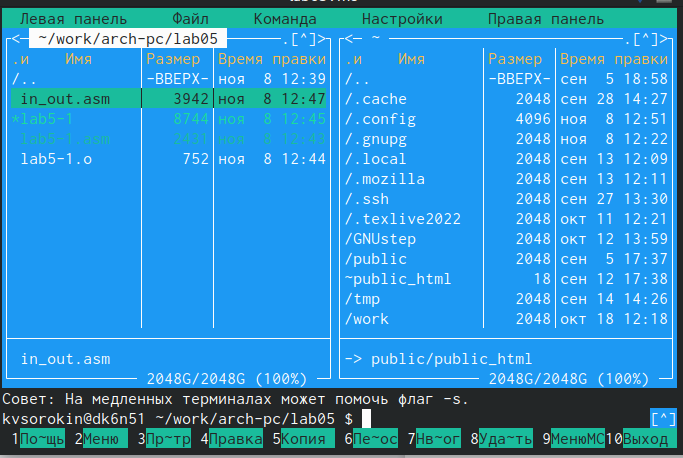 Левая панель Файл Команда Настройки Правая панель
<─ ~/work/arch-pc/lab05 .[^]> <─ ~ .[^]>
.и Имя Размер Время правки .и Имя Размер Время правки
/.. -ВВЕРХ- ноя 8 12:39 /.. -ВВЕРХ- сен 5 18:58
in_out.asm 3942 ноя 8 12:47 /.cache 2048 сен 28 14:27
*lab5-1 8744 ноя 8 12:45 /.config 4096 ноя 8 12:51
lab5-1.asm 2431 ноя 8 12:43 /.gnupg 2048 ноя 8 12:22
lab5-1.o 752 ноя 8 12:44 /.local 2048 сен 13 12:09
/.mozilla 2048 сен 13 12:11
/.ssh 2048 сен 27 13:30
/.texlive2022 2048 окт 11 12:21
/GNUstep 2048 окт 12 13:59
/public 2048 сен 5 17:37
~public_html 18 сен 12 17:38
/tmp 2048 сен 14 14:26
/work 2048 окт 18 12:18
in_out.asm -> public/public_html
2048G/2048G (100%) 2048G/2048G (100%)
Совет: На медленных терминалах может помочь флаг -s.
kvsorokin@dk6n51 ~/work/arch-pc/lab05 $ [^]
1По~щь 2Меню 3Пр~тр 4Правка 5Копия 6Пе~ос 7Нв~ог 8Уда~ть 9МенюMC 10Выход